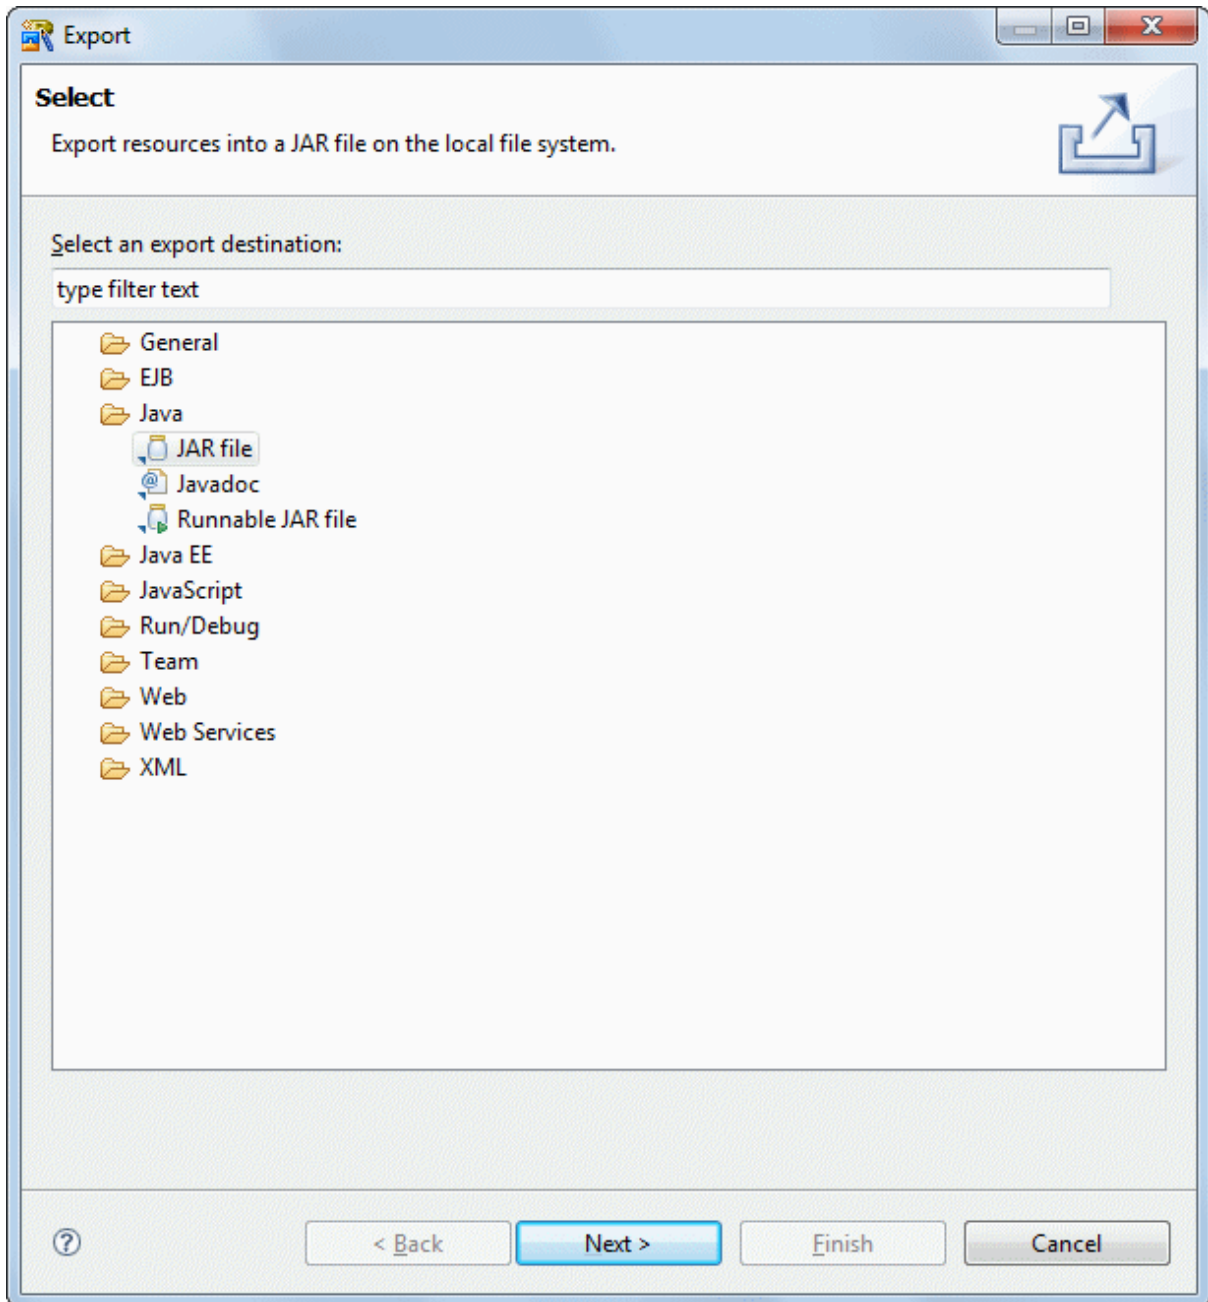 Export
Select
Export resources into a JAR file on the local file system.
Select an export destination:
type filter text
General
EJB
Java
JAR file
Javadoc
Runnable JAR file
Java EE
JavaScript
Run/Debug
Team
Web
Web Services
XML
< Back Next > Finish Cancel